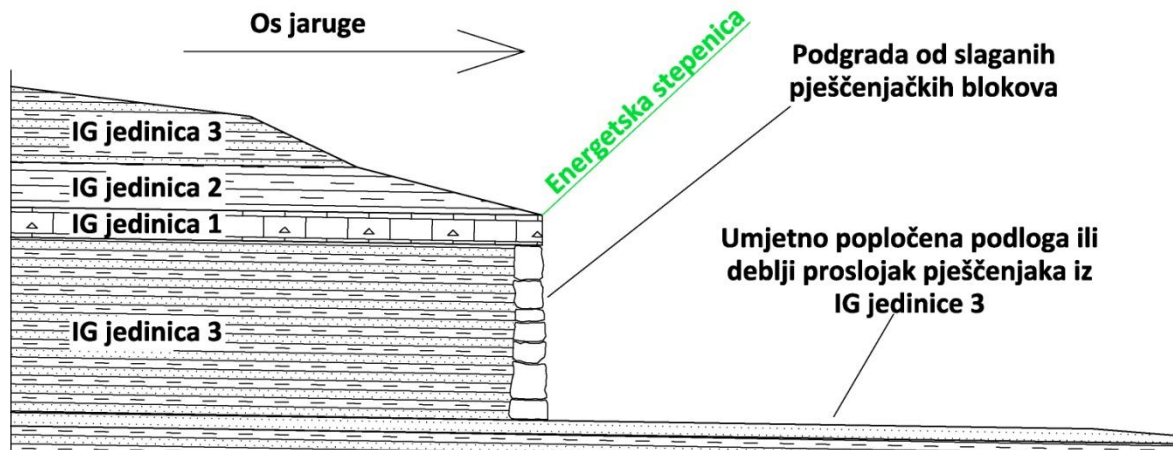 Os jaruge
Energetska stepenica
Podgrada od slaganih
pješčenjačkih blokova
IG jedinica 3
IG jedinica 2
IG jedinica 1
Umjetno popločena podloga ili
deblji proslojak pješčenjaka iz
IG jedinice 3
IG jedinica 3